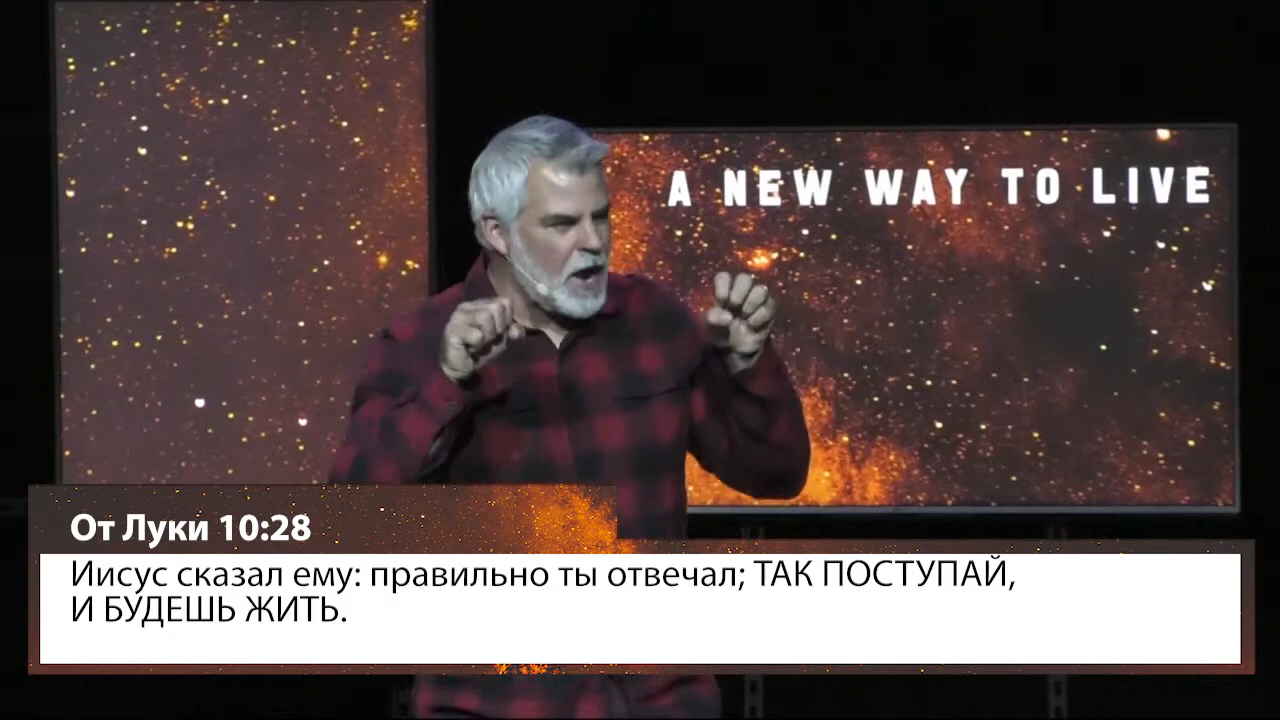 A NEW WAY TO LIVE
От Луки 10:28
Иисус сказал ему: правильно ты отвечал; ТАК ПОСТУПАЙ,
И БУДЕШЬ ЖИТЬ.